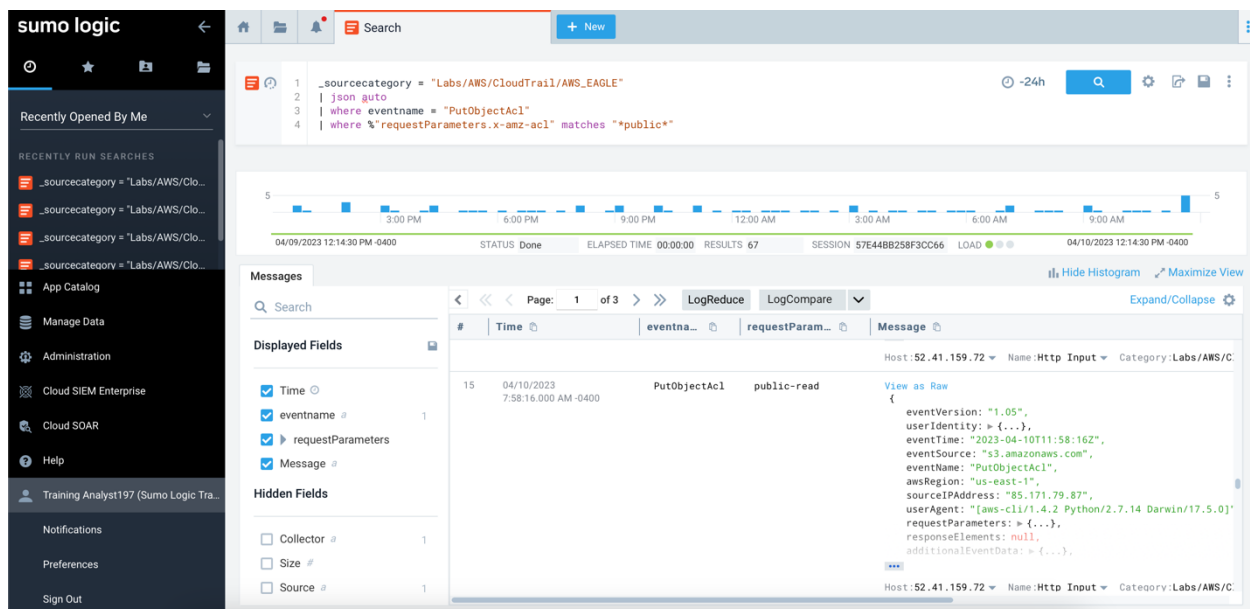 sumo logic
Recently Opened By Me
RECENTLY RUN SEARCHES
_sourcecategory = "Labs/AWS/Clo...
_sourcecategory = "Labs/AWS/Clo...
_sourcecategory = "Labs/AWS/Clo...
_sourcecategory = "Labs/AWS/Clo...
App Catalog
Manage Data
Administration
Cloud SIEM Enterprise
Cloud SOAR
Help
Training Analyst197 (Sumo Logic Tra...
Notifications
Preferences
Sign Out
Search
+ New
1 _sourcecategory = "Labs/AWS/CloudTrail/AWS_EAGLE"
2 | json auto
3 | where eventname = "PutObjectAcl"
4 | where %"requestParameters.x-amz-acl" matches "*public*"
-24h
5 5
3:00 PM 6:00 PM 9:00 PM 12:00 AM 3:00 AM 6:00 AM 9:00 AM
04/09/2023 12:14:30 PM -0400 STATUS Done ELAPSED TIME 00:00:00 RESULTS 67 SESSION 57E44BB258F3CC66 LOAD 04/10/2023 12:14:30 PM -0400
Messages
Hide Histogram Maximize View
Search
Displayed Fields
Time
eventname a 1
requestParameters
Message a
Hidden Fields
Collector a 1
Size #
Source a 1
Page: 1 of 3 LogReduce LogCompare Expand/Collapse
# Time eventna... requestParam... Message
Host:52.41.159.72 Name:Http Input Category:Labs/AWS/C
15 04/10/2023 PutObjectAcl public-read View as Raw
7:58:16.000 AM -0400
{
eventVersion: "1.05",
userIdentity: {...},
eventTime: "2023-04-10T11:58:16Z",
eventSource: "s3.amazonaws.com",
eventName: "PutObjectAcl",
awsRegion: "us-east-1",
sourceIPAddress: "85.171.79.87",
userAgent: "[aws-cli/1.4.2 Python/2.7.14 Darwin/17.5.0]"
requestParameters: {...},
responseElements: null,
additionalEventData: {...},
...
Host:52.41.159.72 Name:Http Input Category:Labs/AWS/C